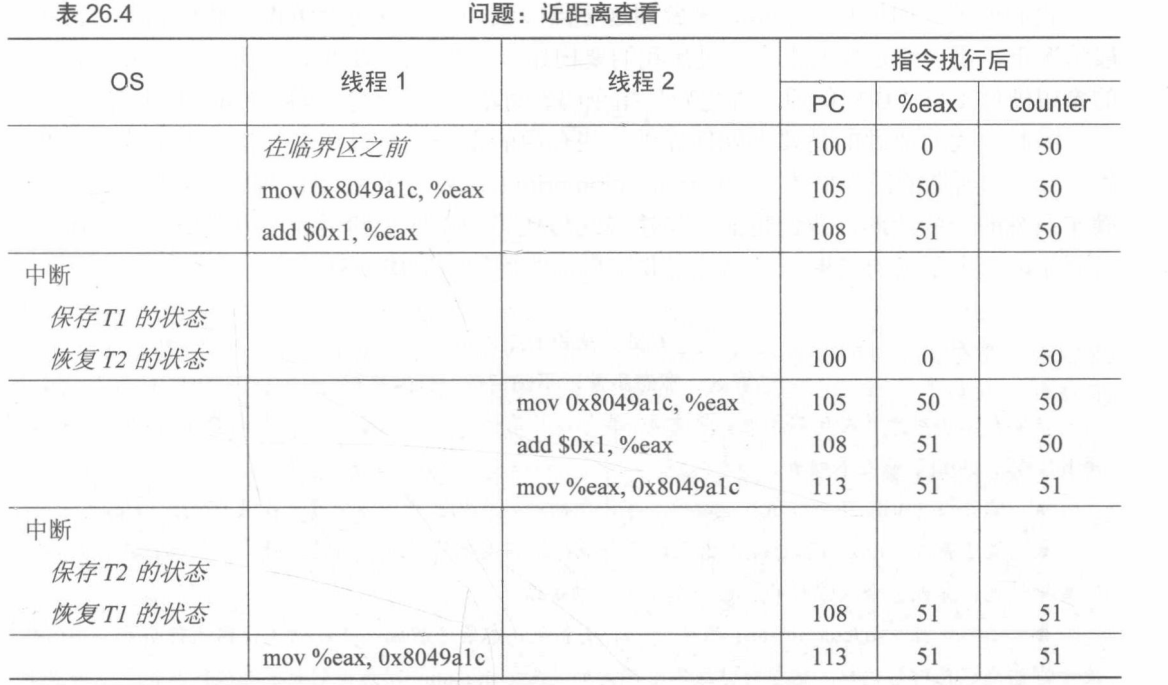 表 26.4 问题：近距离查看
OS 线程 1 线程 2 指令执行后
PC %eax counter
在临界区之前 100 0 50
mov 0x8049a1c, %eax 105 50 50
add $0x1, %eax 108 51 50
中断
保存 T1 的状态
恢复 T2 的状态 100 0 50
mov 0x8049a1c, %eax 105 50 50
add $0x1, %eax 108 51 50
mov %eax, 0x8049a1c 113 51 51
中断
保存 T2 的状态
恢复 T1 的状态 108 51 51
mov %eax, 0x8049a1c 113 51 51